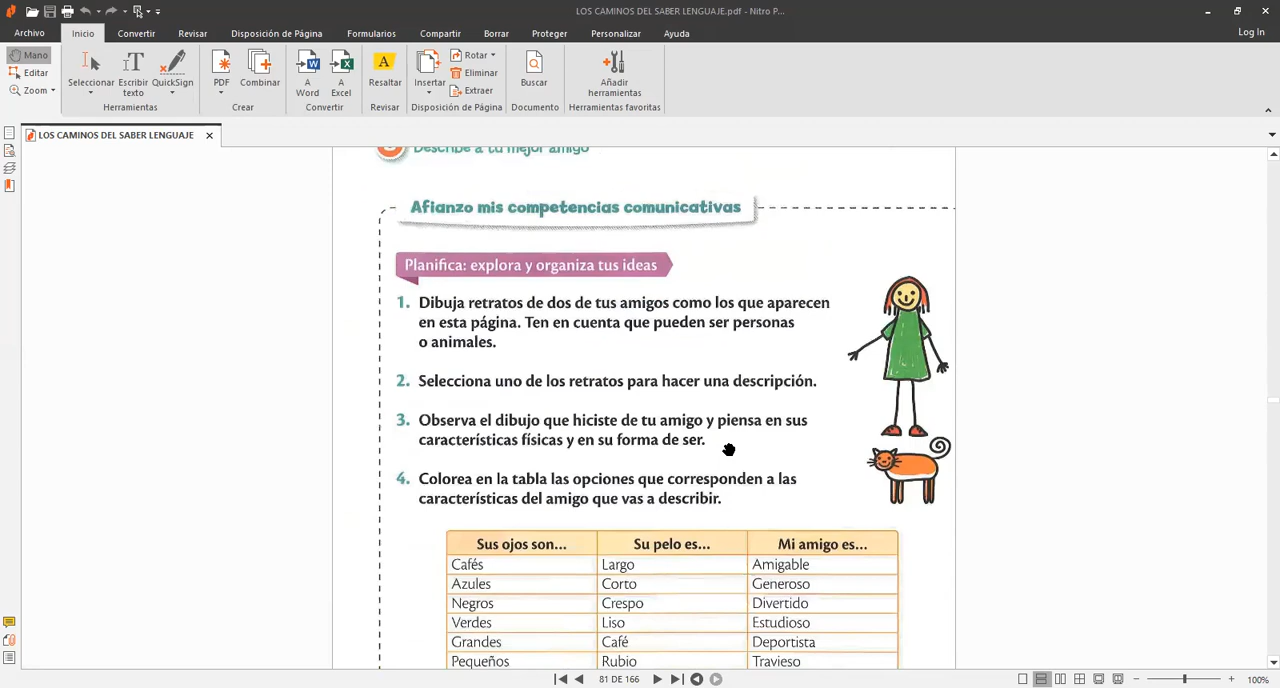 LOS CAMINOS DEL SABER LENGUAJE.pdf - Nitro P...
Archivo Inicio Convertir Revisar Disposición de Página Formularios Compartir Borrar Proteger Personalizar Ayuda Log In
Mano
Editar
Zoom
Seleccionar
Escribir texto
QuickSign
Herramientas
PDF
Combinar
Crear
A Word
A Excel
Convertir
Resaltar
Revisar
Insertar
Rotar
Eliminar
Extraer
Disposición de Página
Buscar
Documento
Añadir herramientas
Herramientas favoritas
LOS CAMINOS DEL SABER LENGUAJE
Describe a tu mejor amigo
Afianzo mis competencias comunicativas
Planifica: explora y organiza tus ideas
1. Dibuja retratos de dos de tus amigos como los que aparecen
en esta página. Ten en cuenta que pueden ser personas
o animales.
2. Selecciona uno de los retratos para hacer una descripción.
3. Observa el dibujo que hiciste de tu amigo y piensa en sus
características físicas y en su forma de ser.
4. Colorea en la tabla las opciones que corresponden a las
características del amigo que vas a describir.
Sus ojos son... Su pelo es... Mi amigo es...
Cafés Largo Amigable
Azules Corto Generoso
Negros Crespo Divertido
Verdes Liso Estudioso
Grandes Café Deportista
Pequeños Rubio Travieso
81 DE 166
100%